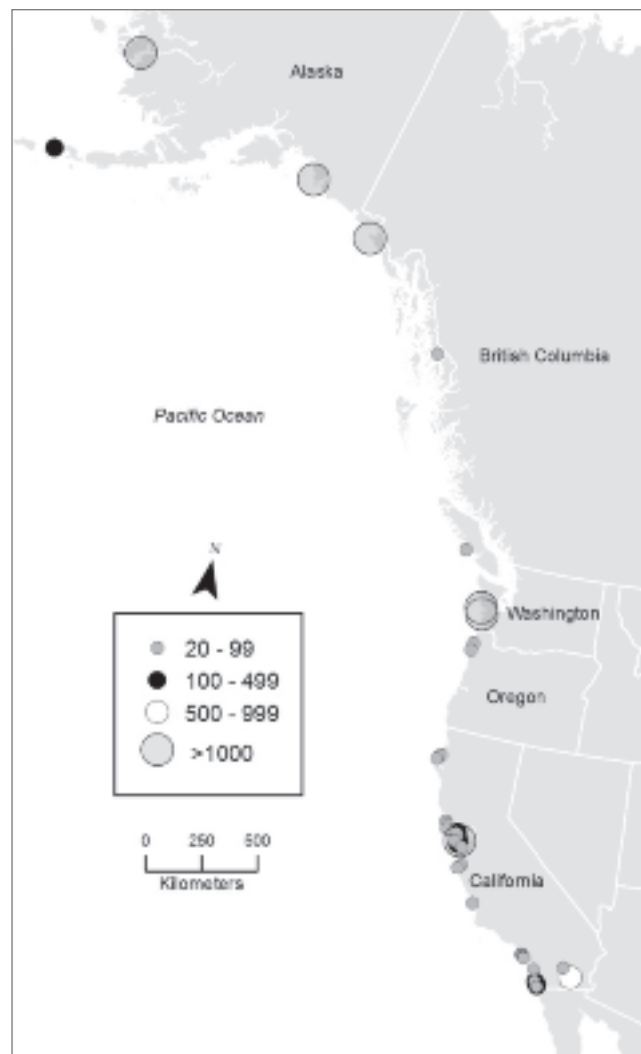 Alaska
British Columbia
Pacific Ocean
N
Washington
20 - 99
100 - 499
500 - 999
>1000
Oregon
0 250 500
Kilometers
California